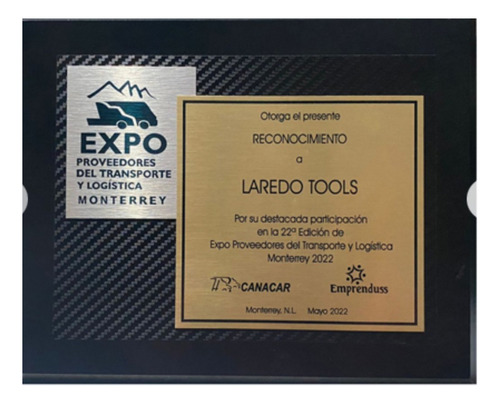 EXPO
PROVEEDORES
DEL TRANSPORTE
Y LOGÍSTICA
MONTERREY
Otorga el presente
RECONOCIMIENTO
a
LAREDO TOOLS
Por su destacada participación
en la 22ª Edición de
Expo Proveedores del Transporte y Logística
Monterrey 2022
CANACAR
Emprenduss
Monterrey, N.L. Mayo 2022